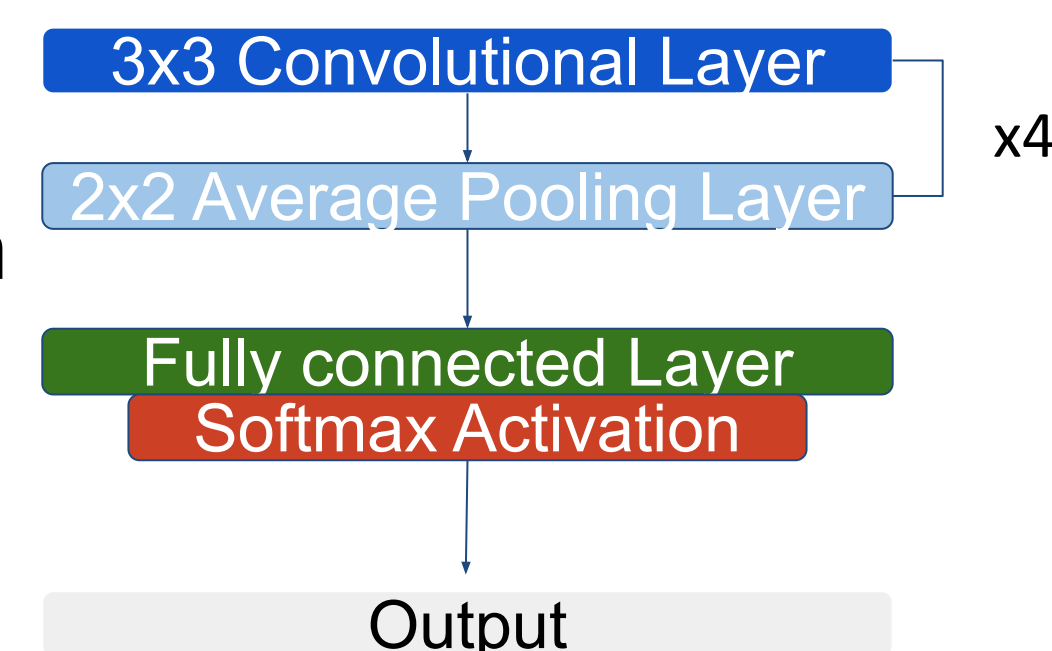 3x3 Convolutional Layer
x4
2x2 Average Pooling Layer
Fully connected Layer
Softmax Activation
Output